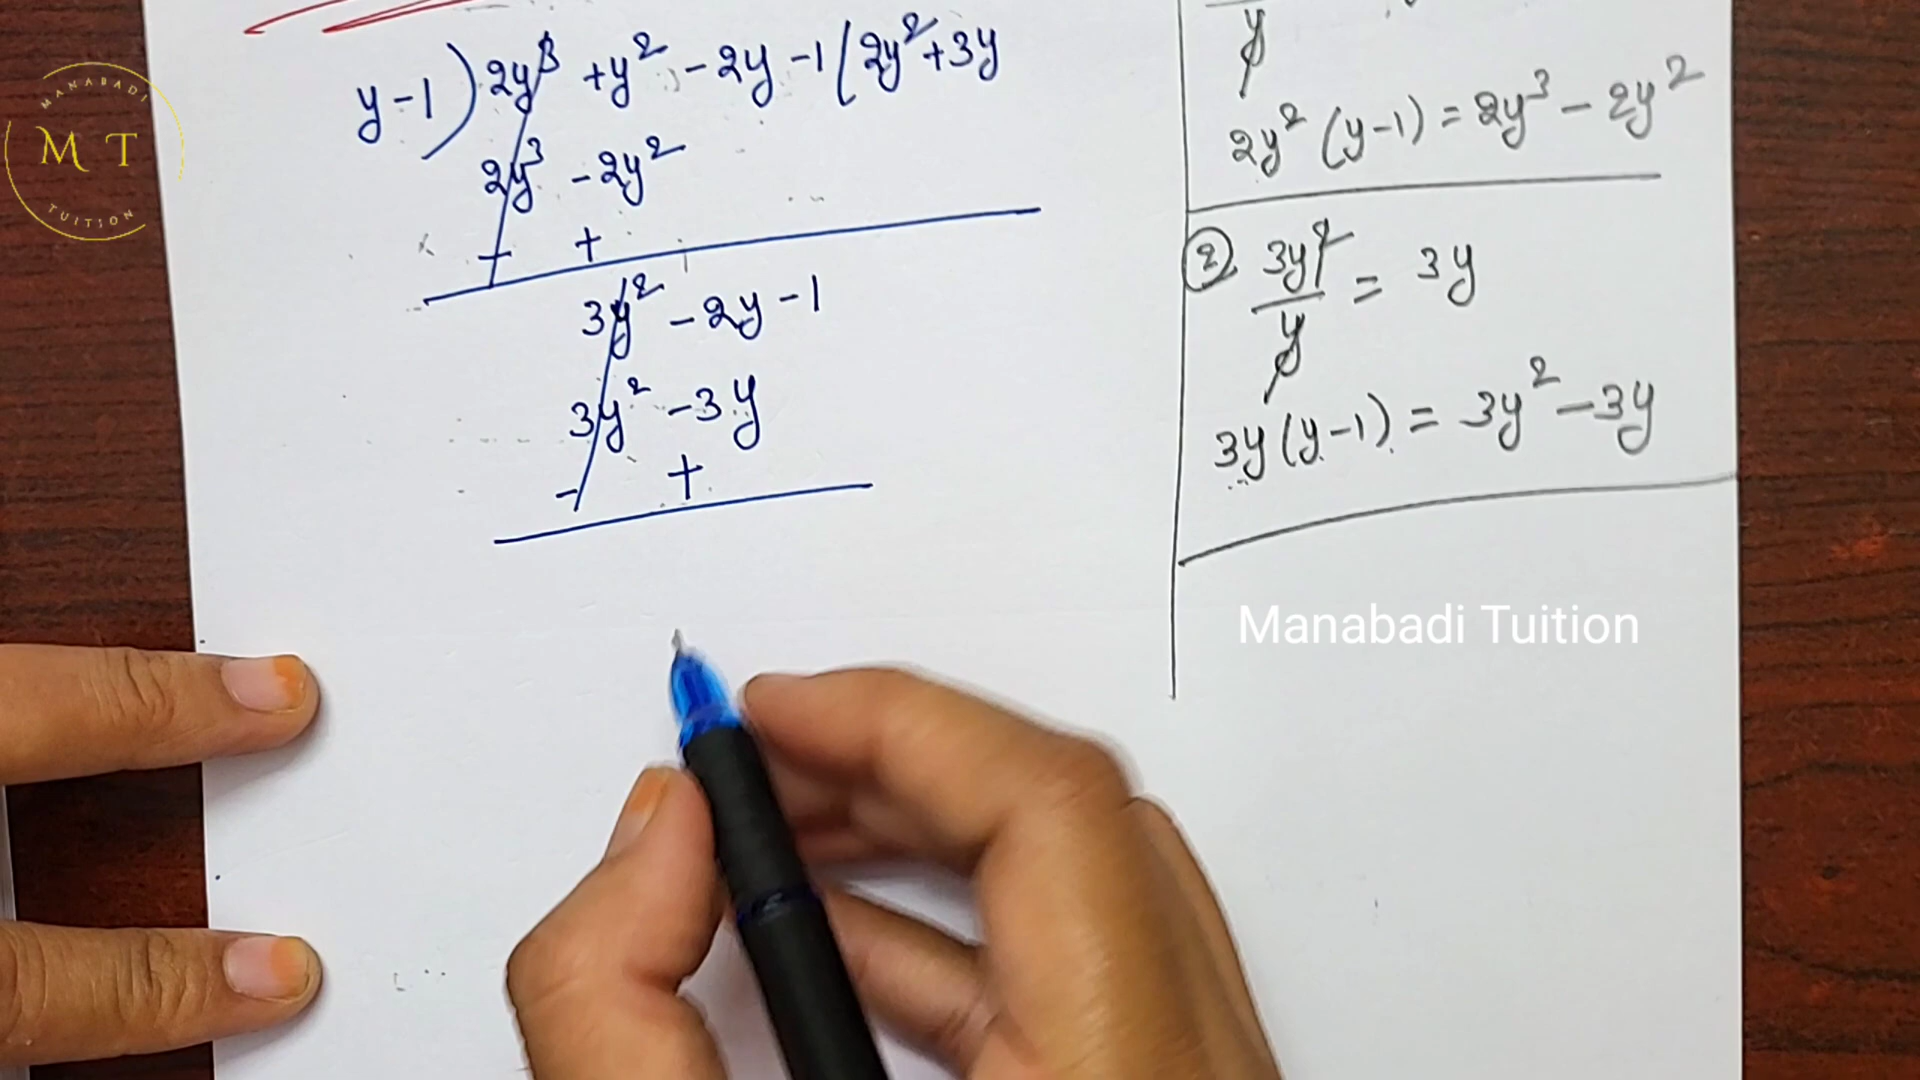 MANABADI
M T
TUITION
y-1) 2y³ +y² -2y -1 (2y²+3y
2y³ -2y²
- +
3y² -2y -1
3y² -3y
- +
y
2y² (y-1) = 2y³ - 2y²
② 3y²/y = 3y
3y(y-1) = 3y² -3y
Manabadi Tuition